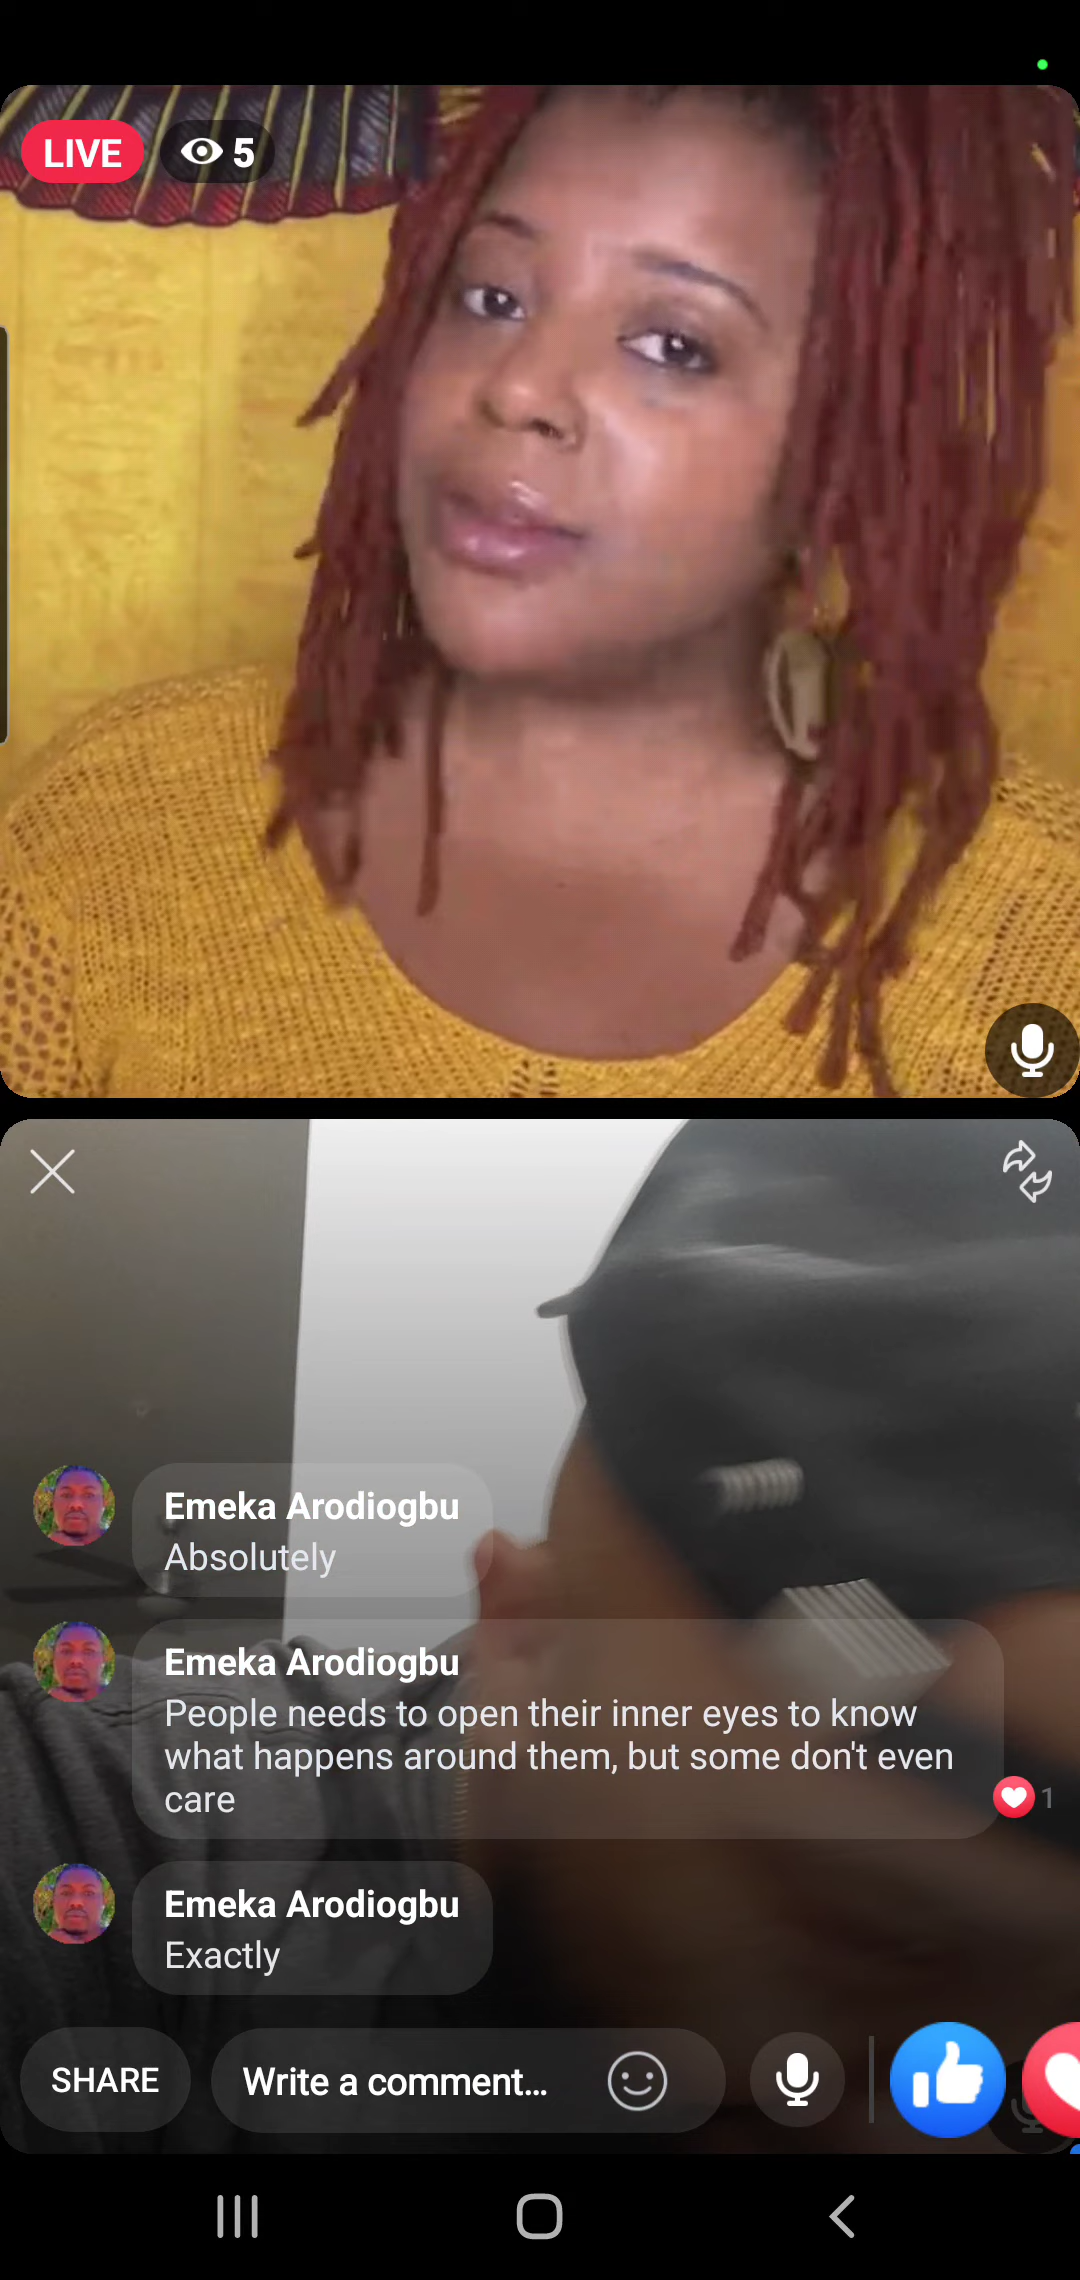 LIVE 5
Emeka Arodiogbu
Absolutely
Emeka Arodiogbu
People needs to open their inner eyes to know
what happens around them, but some don't even
care
1
Emeka Arodiogbu
Exactly
SHARE Write a comment...